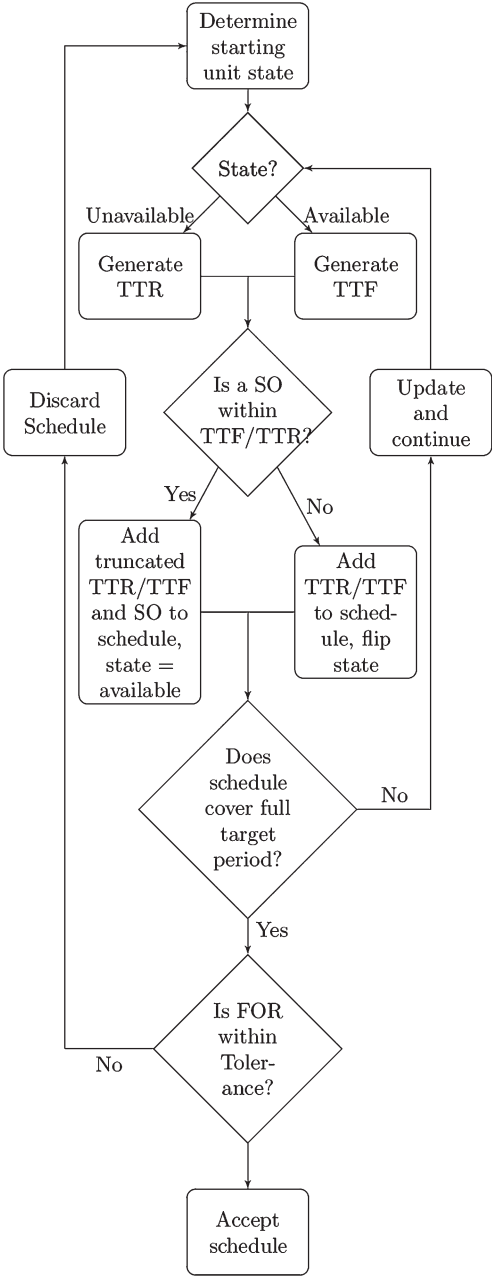 Determine
starting
unit state
State?
Unavailable
Available
Generate
TTR
Generate
TTF
Is a SO
within
TTF/TTR?
Discard
Schedule
Update
and
continue
Yes
No
Add
truncated
TTR/TTF
and SO to
schedule,
state =
available
Add
TTR/TTF
to sched-
ule, flip
state
Does
schedule
cover full
target
period?
No
Yes
Is FOR
within
Toler-
ance?
No
Accept
schedule